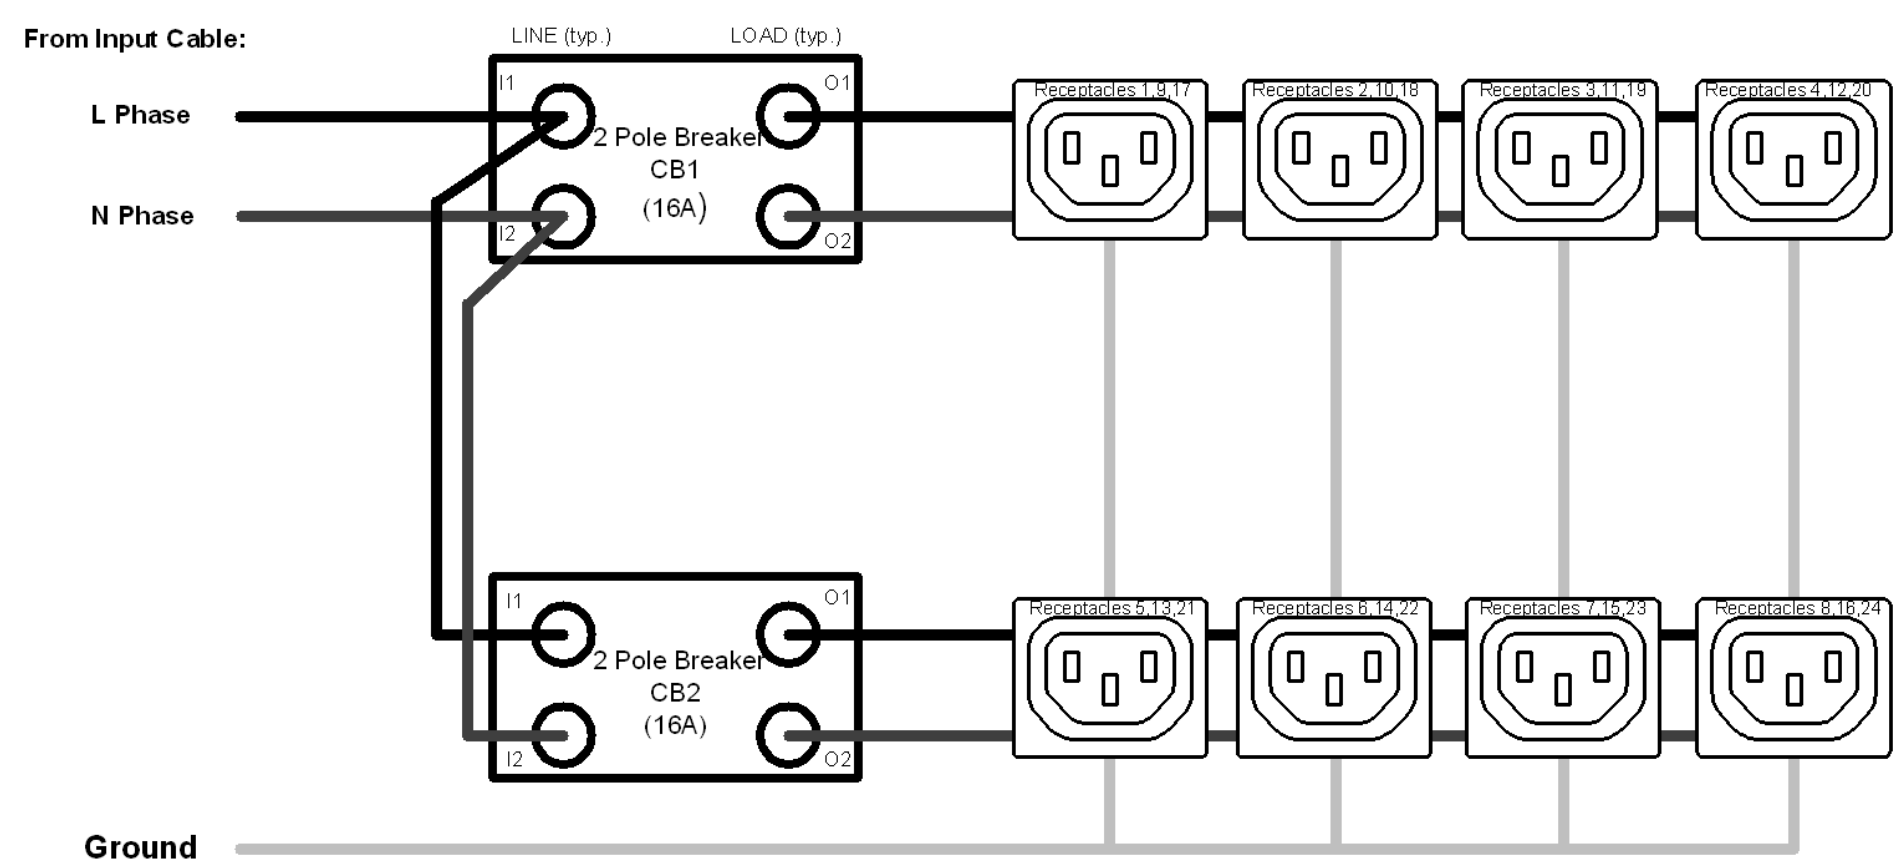 From Input Cable:
LINE (typ.)
LOAD (typ.)
I1
O1
L Phase
2 Pole Breaker
CB1
(16A)
N Phase
I2
O2
Receptacles 1,9,17
Receptacles 2,10,18
Receptacles 3,11,19
Receptacles 4,12,20
I1
O1
2 Pole Breaker
CB2
(16A)
I2
O2
Receptacles 5,13,21
Receptacles 6,14,22
Receptacles 7,15,23
Receptacles 8,16,24
Ground